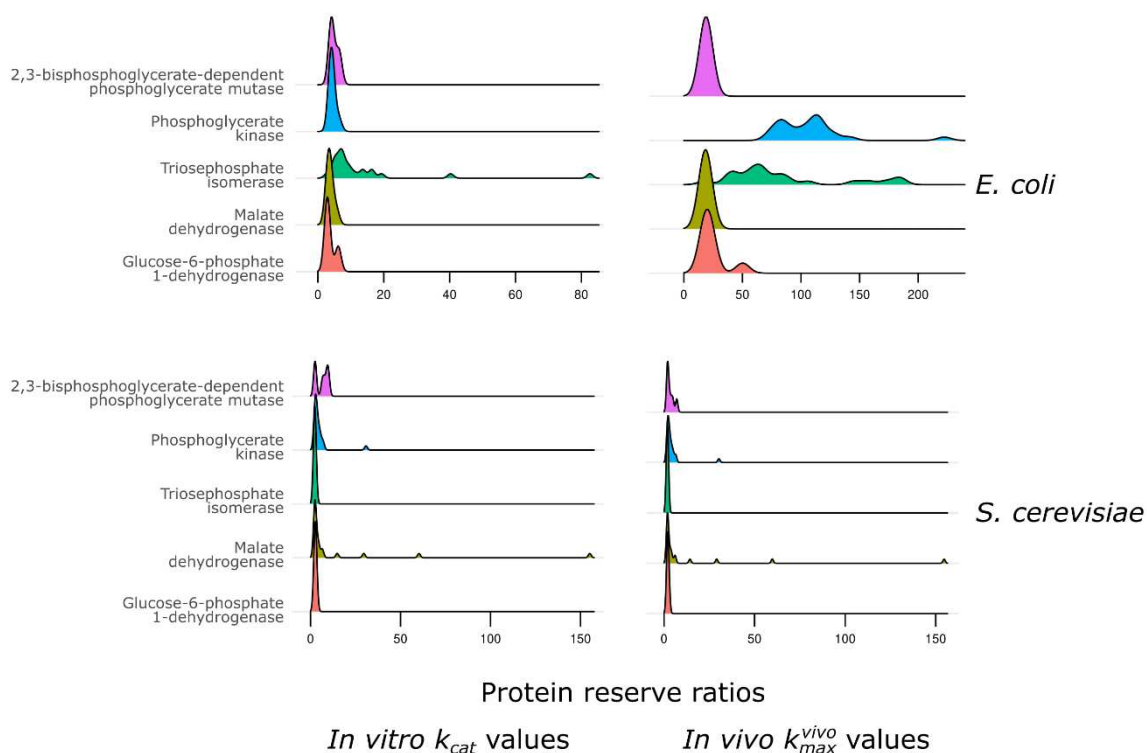 2,3-bisphosphoglycerate-dependent
phosphoglycerate mutase
Phosphoglycerate
kinase
Triosephosphate
isomerase
Malate
dehydrogenase
Glucose-6-phosphate
1-dehydrogenase
0 20 40 60 80
0 50 100 150 200
E. coli
2,3-bisphosphoglycerate-dependent
phosphoglycerate mutase
Phosphoglycerate
kinase
Triosephosphate
isomerase
Malate
dehydrogenase
Glucose-6-phosphate
1-dehydrogenase
0 50 100 150
0 50 100 150
S. cerevisiae
Protein reserve ratios
In vitro k_cat values
In vivo k_max^vivo values